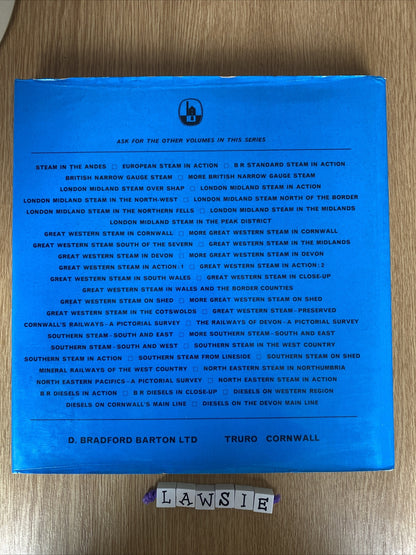 ASK FOR THE OTHER VOLUMES IN THIS SERIES
STEAM IN THE ANDES □ EUROPEAN STEAM IN ACTION □ B R STANDARD STEAM IN ACTION
BRITISH NARROW GAUGE STEAM □ MORE BRITISH NARROW GAUGE STEAM
LONDON MIDLAND STEAM OVER SHAP □ LONDON MIDLAND STEAM IN ACTION
LONDON MIDLAND STEAM IN THE NORTH-WEST □ LONDON MIDLAND STEAM NORTH OF THE BORDER
LONDON MIDLAND STEAM IN THE NORTHERN FELLS □ LONDON MIDLAND STEAM IN THE MIDLANDS
LONDON MIDLAND STEAM IN THE PEAK DISTRICT
GREAT WESTERN STEAM IN CORNWALL □ MORE GREAT WESTERN STEAM IN CORNWALL
GREAT WESTERN STEAM SOUTH OF THE SEVERN □ GREAT WESTERN STEAM IN THE MIDLANDS
GREAT WESTERN STEAM IN DEVON □ MORE GREAT WESTERN STEAM IN DEVON
GREAT WESTERN STEAM IN ACTION:1 □ GREAT WESTERN STEAM IN ACTION:2
GREAT WESTERN STEAM IN SOUTH WALES □ GREAT WESTERN STEAM IN CLOSE-UP
GREAT WESTERN STEAM IN WALES AND THE BORDER COUNTIES
GREAT WESTERN STEAM ON SHED □ MORE GREAT WESTERN STEAM ON SHED
GREAT WESTERN STEAM IN THE COTSWOLDS □ GREAT WESTERN STEAM-PRESERVED
CORNWALL'S RAILWAYS-A PICTORIAL SURVEY □ THE RAILWAYS OF DEVON-A PICTORIAL SURVEY
SOUTHERN STEAM-SOUTH AND EAST □ MORE SOUTHERN STEAM-SOUTH AND EAST
SOUTHERN STEAM-SOUTH AND WEST □ SOUTHERN STEAM IN THE WEST COUNTRY
SOUTHERN STEAM IN ACTION □ SOUTHERN STEAM FROM LINESIDE □ SOUTHERN STEAM ON SHED
MINERAL RAILWAYS OF THE WEST COUNTRY □ NORTH EASTERN STEAM IN NORTHUMBRIA
NORTH EASTERN PACIFICS-A PICTORIAL SURVEY □ NORTH EASTERN STEAM IN ACTION
B R DIESELS IN ACTION □ B R DIESELS IN CLOSE-UP □ DIESELS ON WESTERN REGION
DIESELS ON CORNWALL'S MAIN LINE □ DIESELS ON THE DEVON MAIN LINE
D. BRADFORD BARTON LTD TRURO CORNWALL
LAWSIE